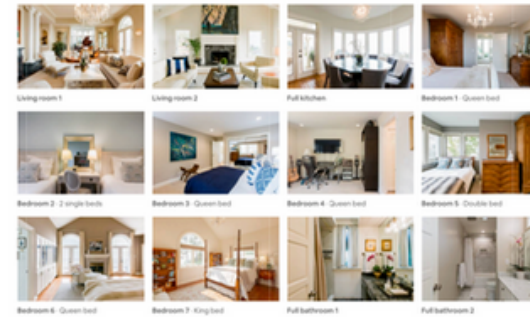 Living room 1
Living room 2
Full kitchen
Bedroom 1 · Queen bed
Bedroom 2 · 2 single beds
Bedroom 3 · Queen bed
Bedroom 4 · Queen bed
Bedroom 5 · Double bed
Bedroom 6 · Queen bed
Bedroom 7 · King bed
Full bathroom 1
Full bathroom 2